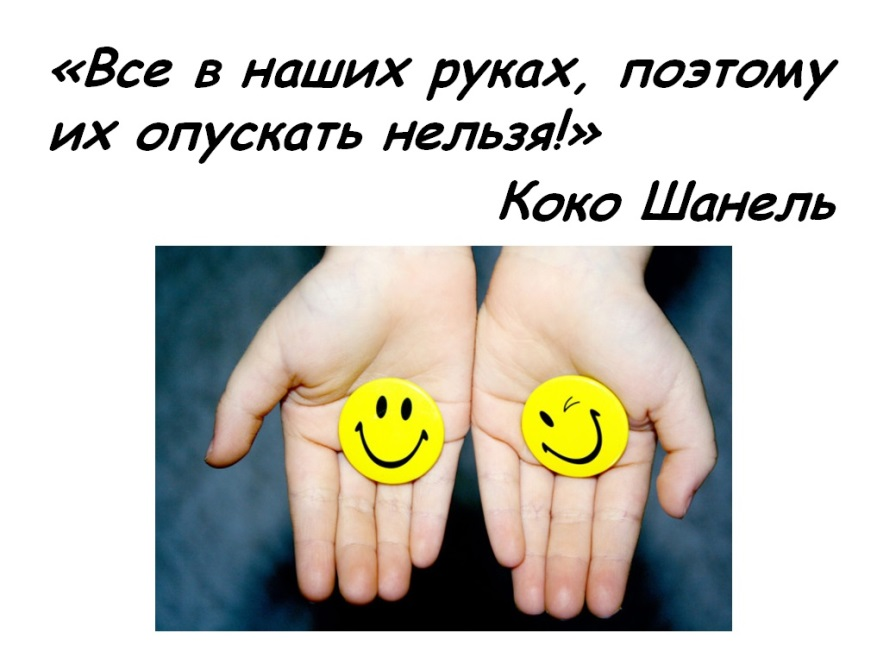 «Все в наших руках, поэтому
их опускать нельзя!»
Коко Шанель